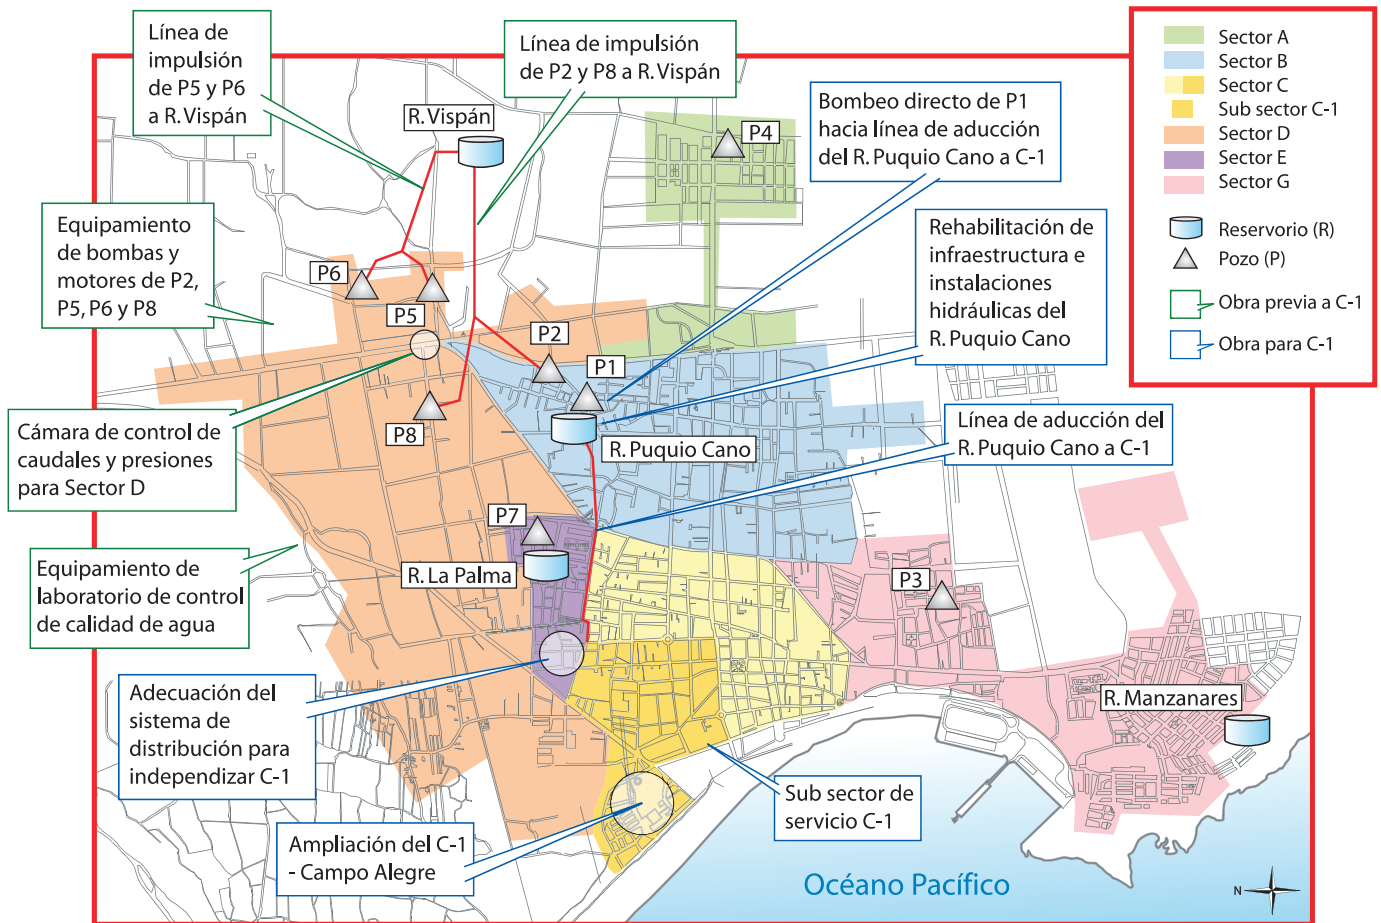 Línea de
impulsión
de P5 y P6
a R. Vispán
Línea de impulsión
de P2 y P8 a R. Vispán
R. Vispán
Bombeo directo de P1
hacia línea de aducción
del R. Puquio Cano a C-1
P4
Sector A
Sector B
Sector C
Sub sector C-1
Sector D
Sector E
Sector G
Reservorio (R)
Pozo (P)
Obra previa a C-1
Obra para C-1
Equipamiento
de bombas y
motores de P2,
P5, P6 y P8
Rehabilitación de
infraestructura e
instalaciones
hidráulicas del
R. Puquio Cano
P6
P5
P2
P1
P8
R. Puquio Cano
Línea de aducción del
R. Puquio Cano a C-1
Cámara de control de
caudales y presiones
para Sector D
P7
R. La Palma
P3
Equipamiento de
laboratorio de control
de calidad de agua
R. Manzanares
Adecuación del
sistema de
distribución para
independizar C-1
Sub sector de
servicio C-1
Ampliación del C-1
- Campo Alegre
Océano Pacífico
N